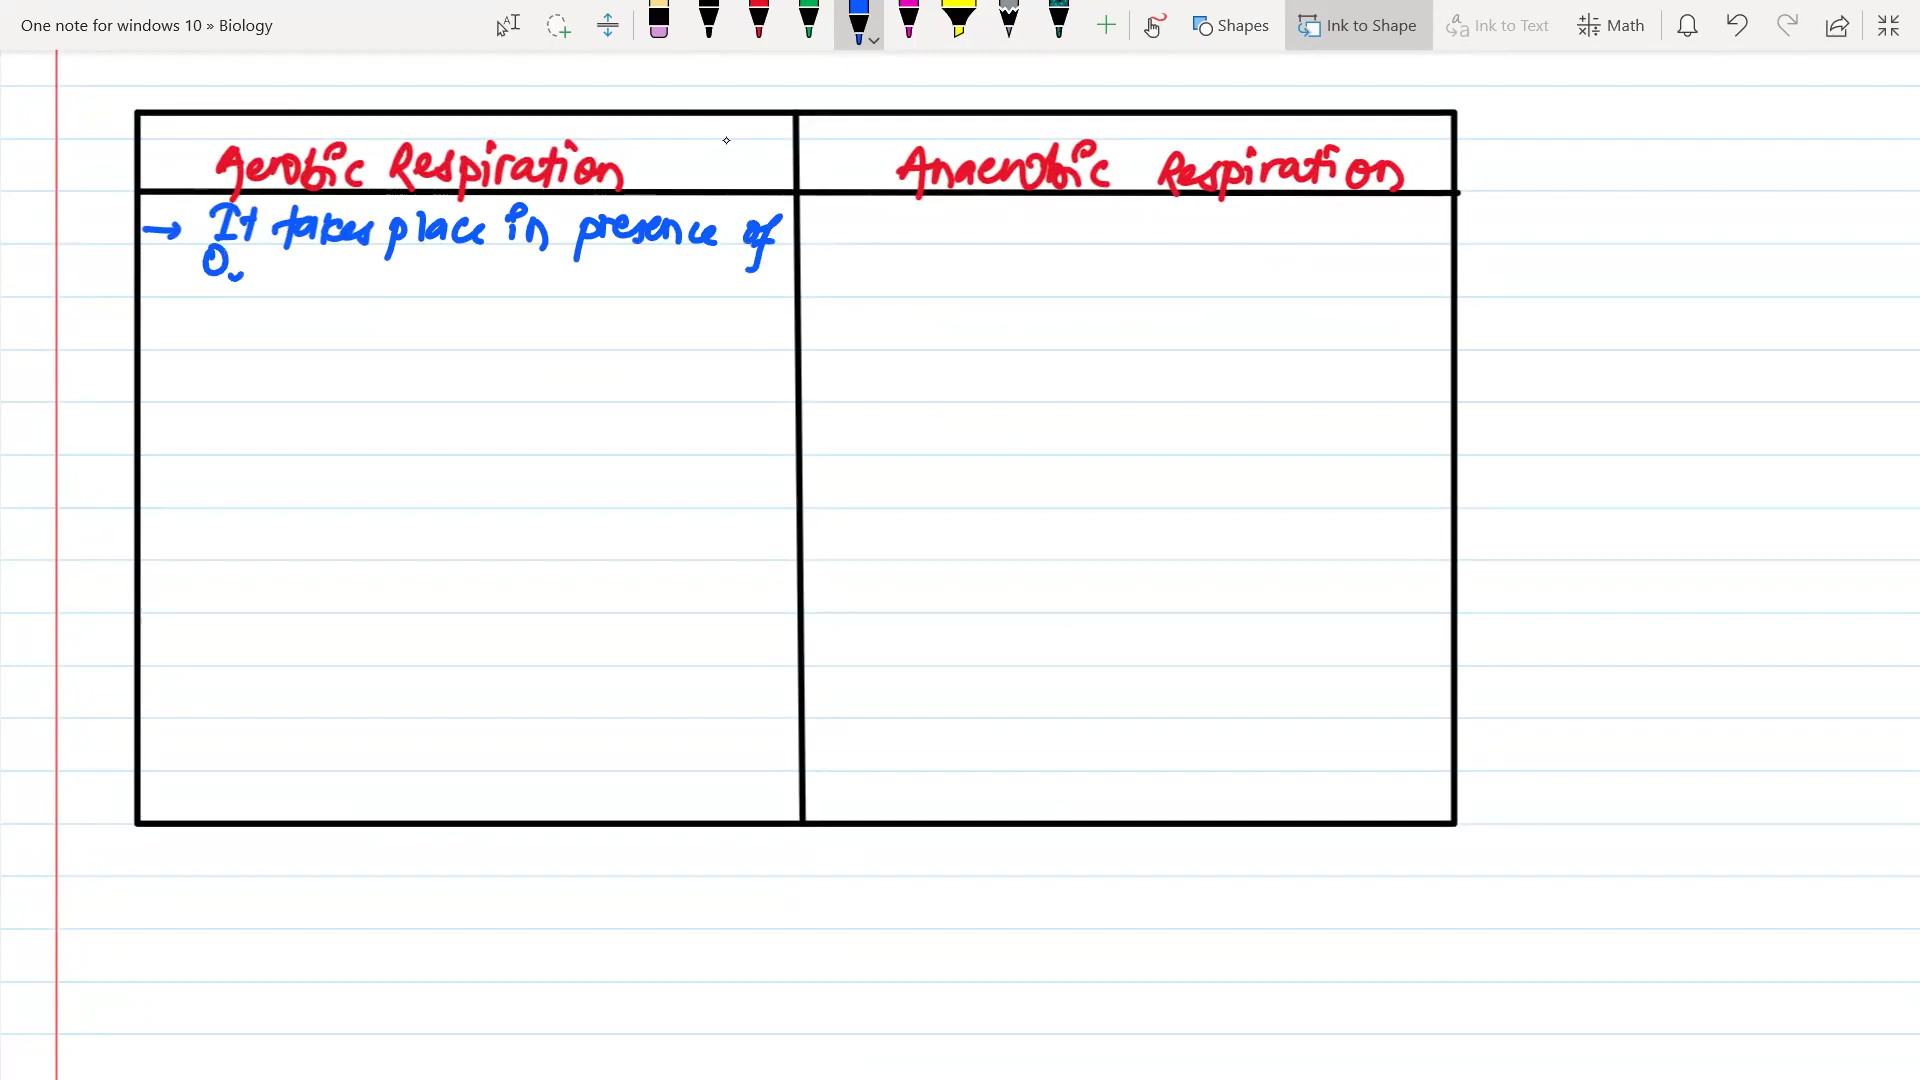 One note for windows 10 » Biology
Shapes
Ink to Shape
Ink to Text
Math
Aerobic Respiration
Anaerobic Respiration
→ It takes place in presence of
O₂